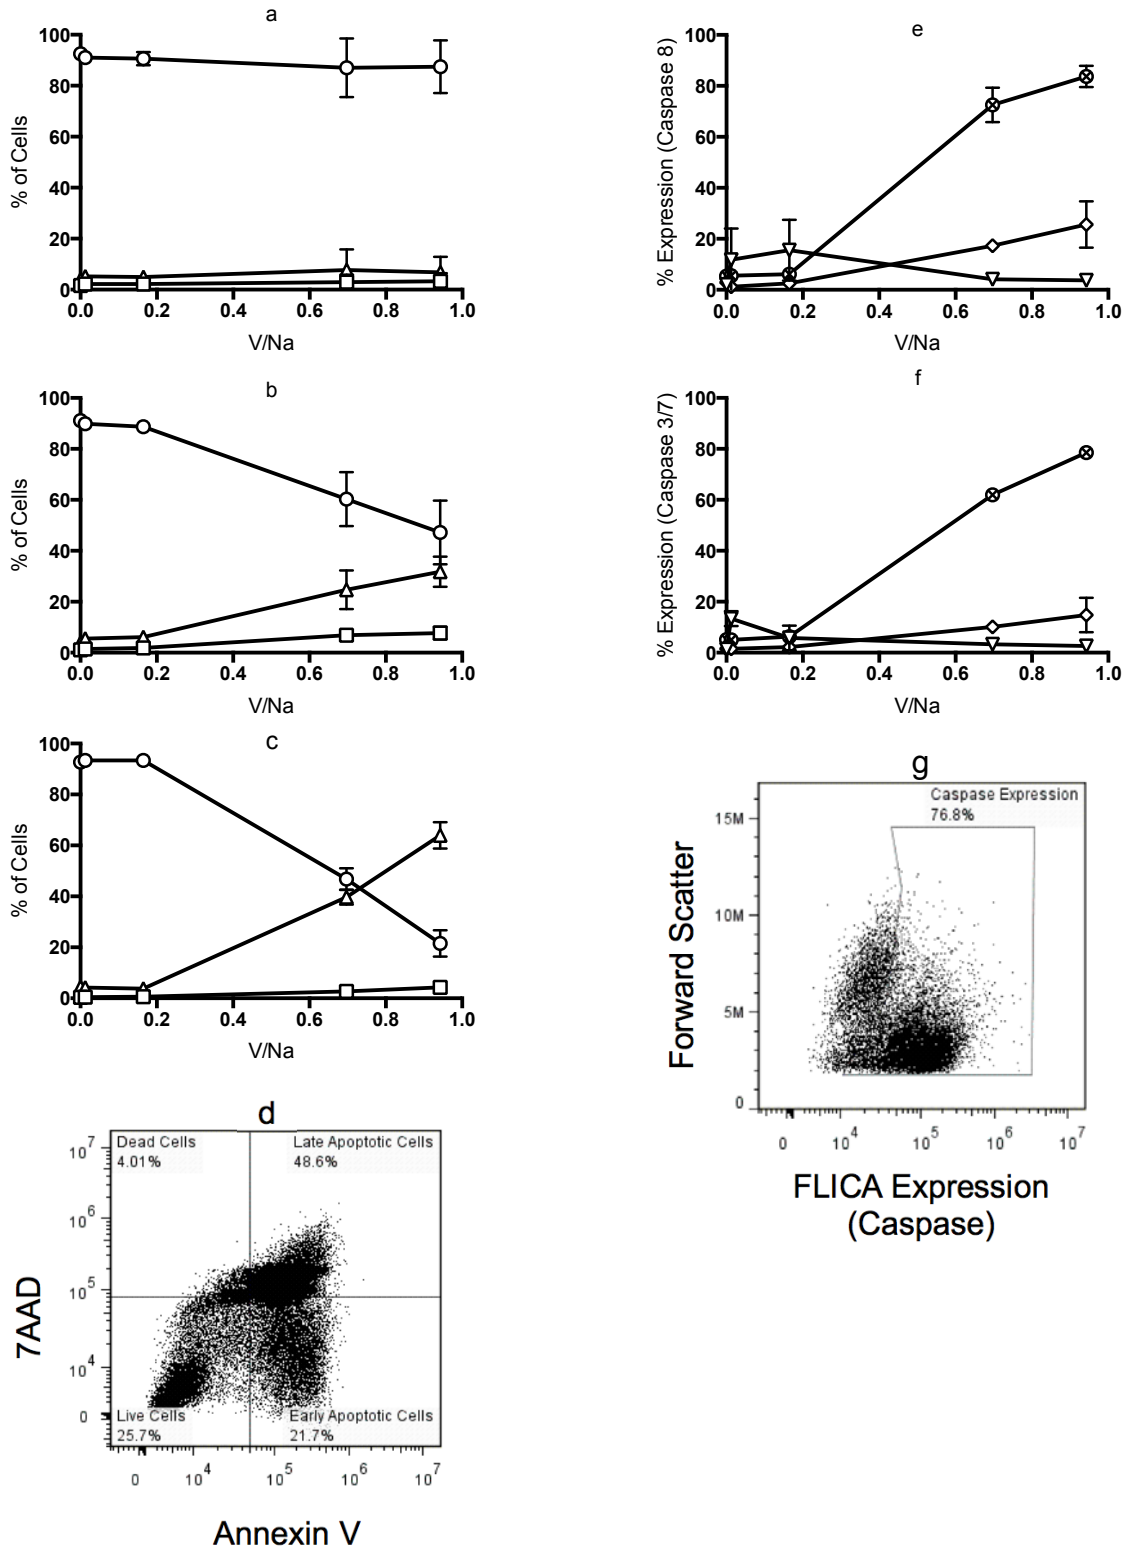 a
100
80
60
40
20
0
% of Cells
0.0 0.2 0.4 0.6 0.8 1.0
V/Na
b
100
80
60
40
20
0
% of Cells
0.0 0.2 0.4 0.6 0.8 1.0
V/Na
c
100
80
60
40
20
0
% of Cells
0.0 0.2 0.4 0.6 0.8 1.0
V/Na
d
Dead Cells
4.01%
Late Apoptotic Cells
48.6%
Live Cells
25.7%
Early Apoptotic Cells
21.7%
10^7
10^6
10^5
10^4
0
7AAD
0 10^4 10^5 10^6 10^7
Annexin V
e
100
80
60
40
20
0
% Expression (Caspase 8)
0.0 0.2 0.4 0.6 0.8 1.0
V/Na
f
100
80
60
40
20
0
% Expression (Caspase 3/7)
0.0 0.2 0.4 0.6 0.8 1.0
V/Na
g
Caspase Expression
76.8%
15M
10M
5M
0
Forward Scatter
0 10^4 10^5 10^6 10^7
FLICA Expression
(Caspase)